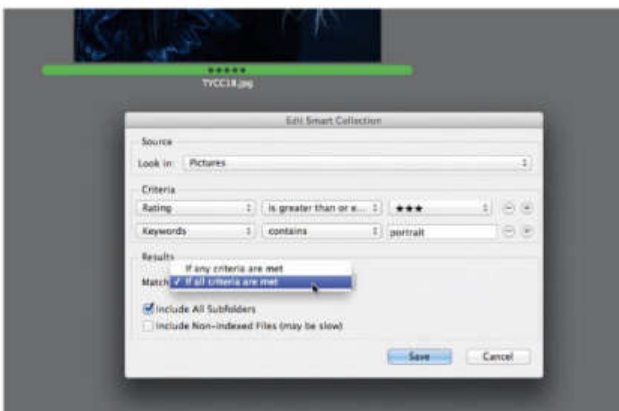 ★★★★★
TYCC18.jpg
Edit Smart Collection
Source
Look in: Pictures
Criteria
Rating is greater than or e... ★★★
Keywords contains portrait
Results
If any criteria are met
Match ✓ If all criteria are met
Include All Subfolders
Include Non-indexed Files (may be slow)
Save Cancel